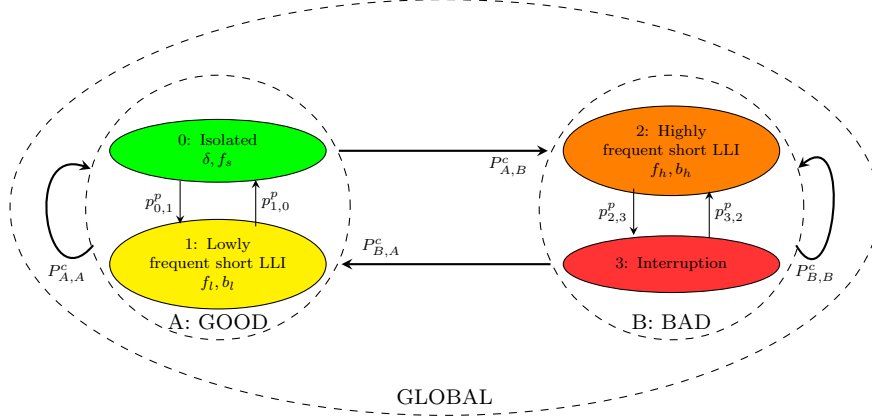 0: Isolated
δ, f_s
p^p_{0,1}
p^p_{1,0}
1: Lowly
frequent short LLI
f_l, b_l
A: GOOD
P^c_{A,A}
P^c_{A,B}
P^c_{B,A}
2: Highly
frequent short LLI
f_h, b_h
p^p_{2,3}
p^p_{3,2}
3: Interruption
B: BAD
P^c_{B,B}
GLOBAL